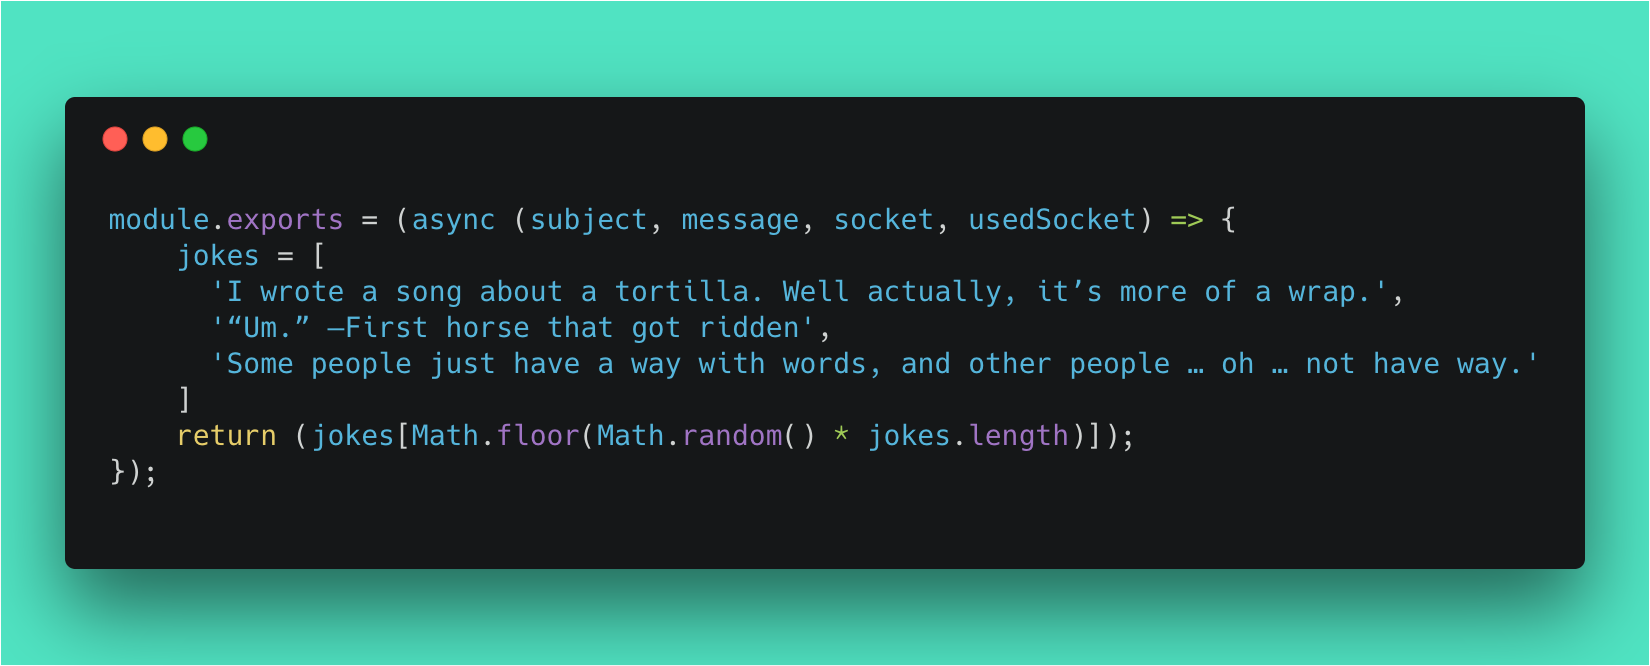 module.exports = (async (subject, message, socket, usedSocket) => {
    jokes = [
      'I wrote a song about a tortilla. Well actually, it’s more of a wrap.',
      '“Um.” —First horse that got ridden',
      'Some people just have a way with words, and other people … oh … not have way.'
    ]
    return (jokes[Math.floor(Math.random() * jokes.length)]);
});